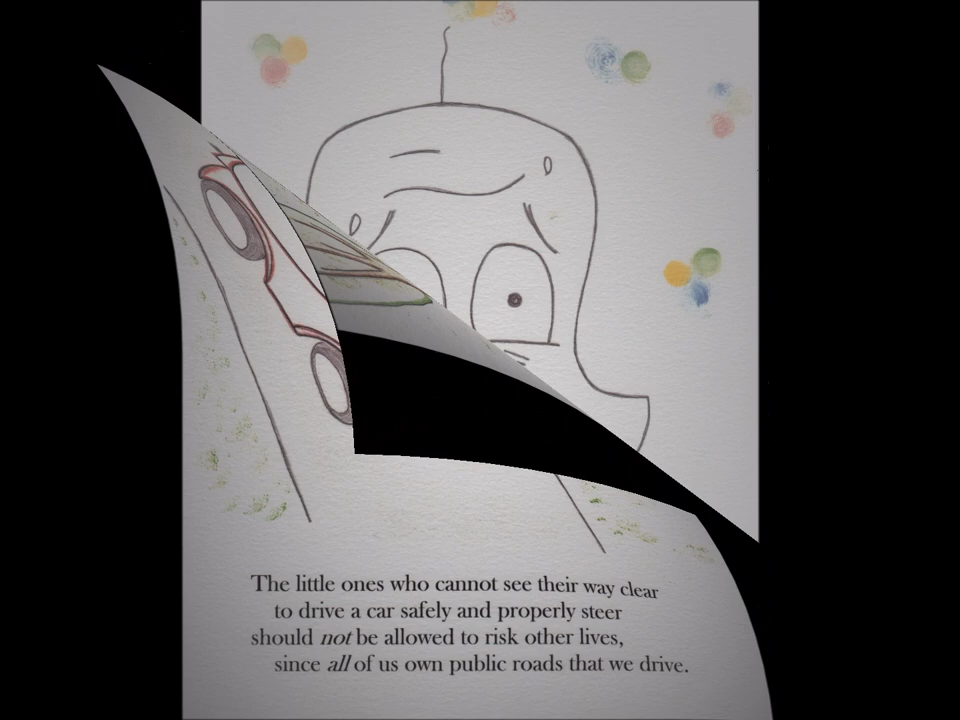 The little ones who cannot see their way clear
to drive a car safely and properly steer
should not be allowed to risk other lives,
since all of us own public roads that we drive.